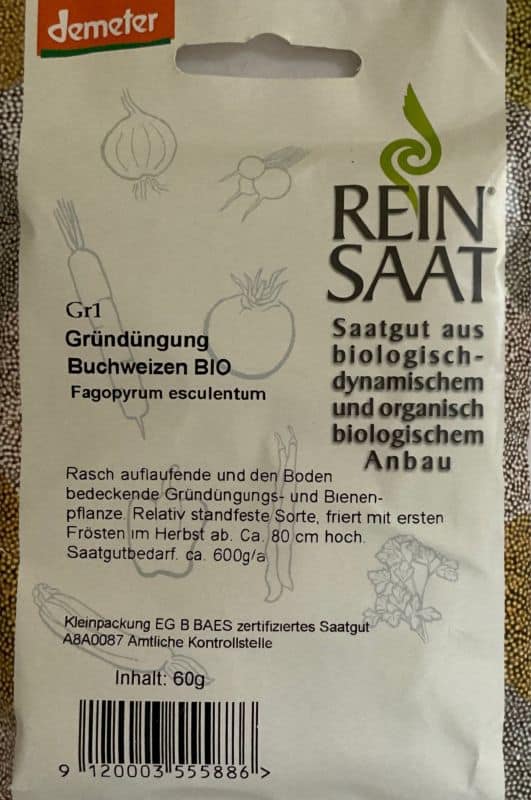 demeter
REIN®
SAAT
Saatgut aus
biologisch-
dynamischem
und organisch
biologischem
Anbau
Gr1
Gründüngung
Buchweizen BIO
Fagopyrum esculentum
Rasch auflaufende und den Boden
bedeckende Gründüngungs- und Bienen-
pflanze. Relativ standfeste Sorte, friert mit ersten
Frösten im Herbst ab. Ca. 80 cm hoch.
Saatgutbedarf. ca. 600g/a
Kleinpackung EG B BAES zertifiziertes Saatgut
A8A0087 Amtliche Kontrollstelle
Inhalt: 60g
9 120003 555886 >